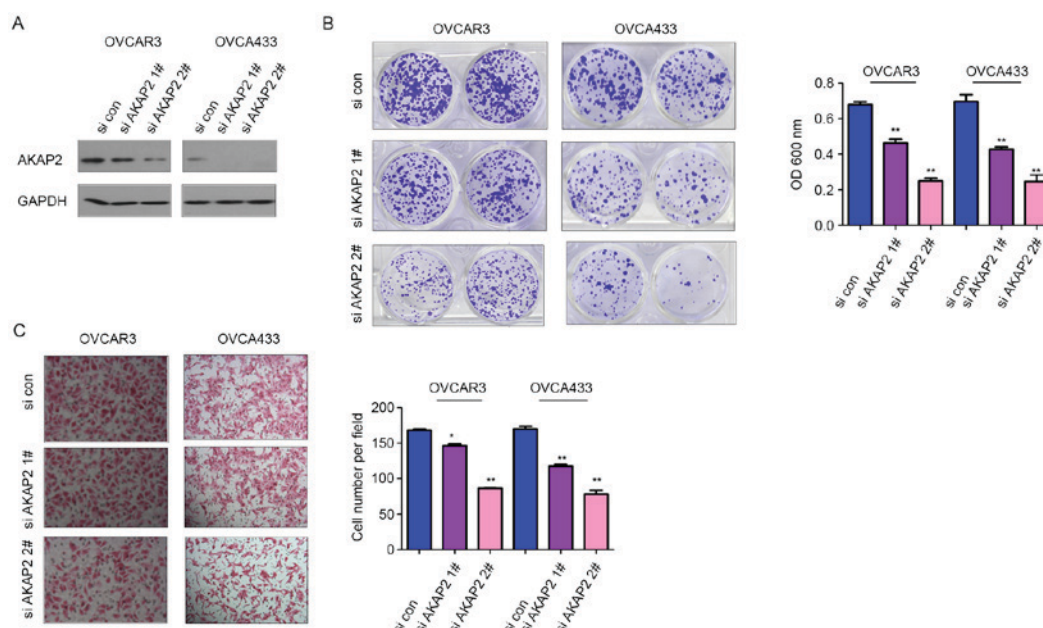 A
OVCAR3 OVCA433
si con si AKAP2 1# si AKAP2 2# si con si AKAP2 1# si AKAP2 2#
AKAP2
GAPDH
B
OVCAR3 OVCA433
si con
si AKAP2 1#
si AKAP2 2#
OVCAR3 OVCA433
OD 600 nm
0.8
0.6
0.4
0.2
0.0
** ** ** **
si con si AKAP2 1# si AKAP2 2# si con si AKAP2 1# si AKAP2 2#
C
OVCAR3 OVCA433
si con
si AKAP2 1#
si AKAP2 2#
OVCAR3 OVCA433
Cell number per field
200
150
100
50
0
* ** ** **
si con si AKAP2 1# si AKAP2 2# si con si AKAP2 1# si AKAP2 2#